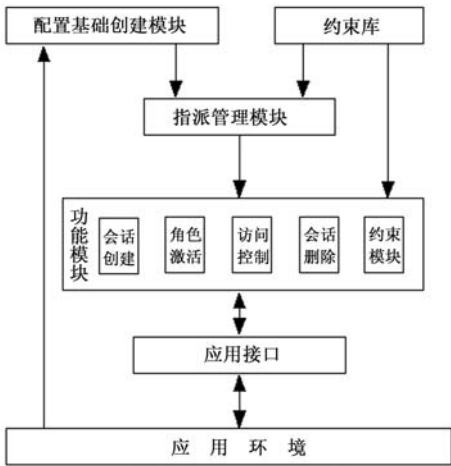 配置基础创建模块
约束库
指派管理模块
功能模块
会话
创建
角色
激活
访问
控制
会话
删除
约束
模块
应用接口
应用环境